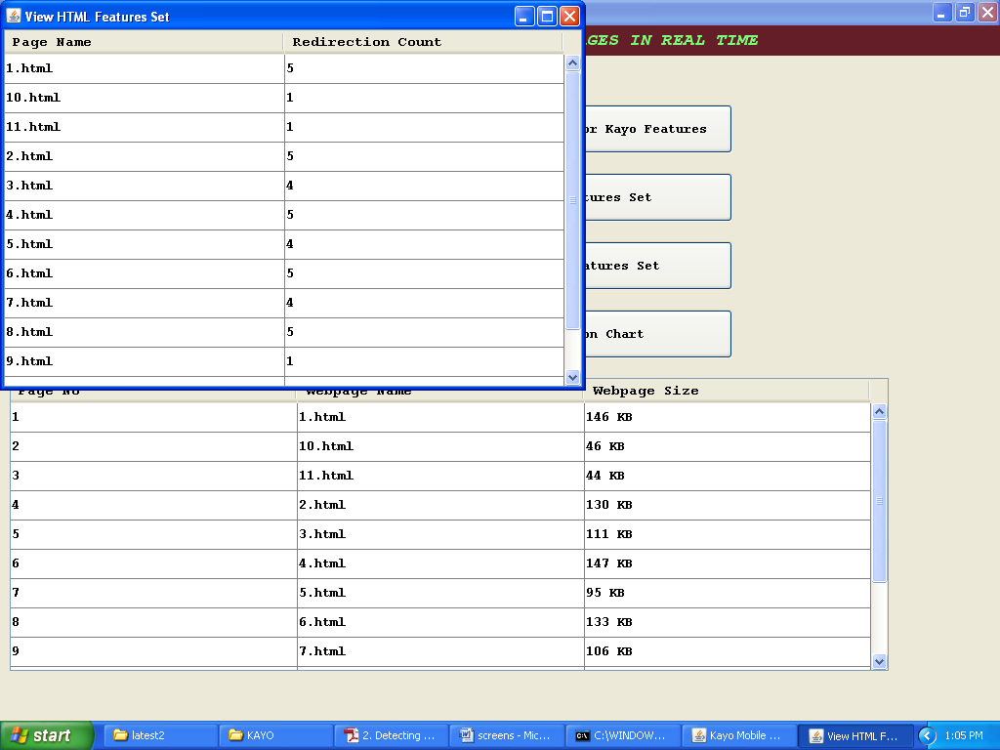 View HTML Features Set
Page Name Redirection Count
1.html 5
10.html 1
11.html 1
2.html 5
3.html 4
4.html 5
5.html 4
6.html 5
7.html 4
8.html 5
9.html 1
GES IN REAL TIME
or Kayo Features
tures Set
atures Set
on Chart
Page No Webpage Name Webpage Size
1 1.html 146 KB
2 10.html 46 KB
3 11.html 44 KB
4 2.html 130 KB
5 3.html 111 KB
6 4.html 147 KB
7 5.html 95 KB
8 6.html 133 KB
9 7.html 106 KB
start latest2 KAYO 2. Detecting ... screens - Mic... C:\WINDOW... Kayo Mobile ... View HTML F... 1:05 PM